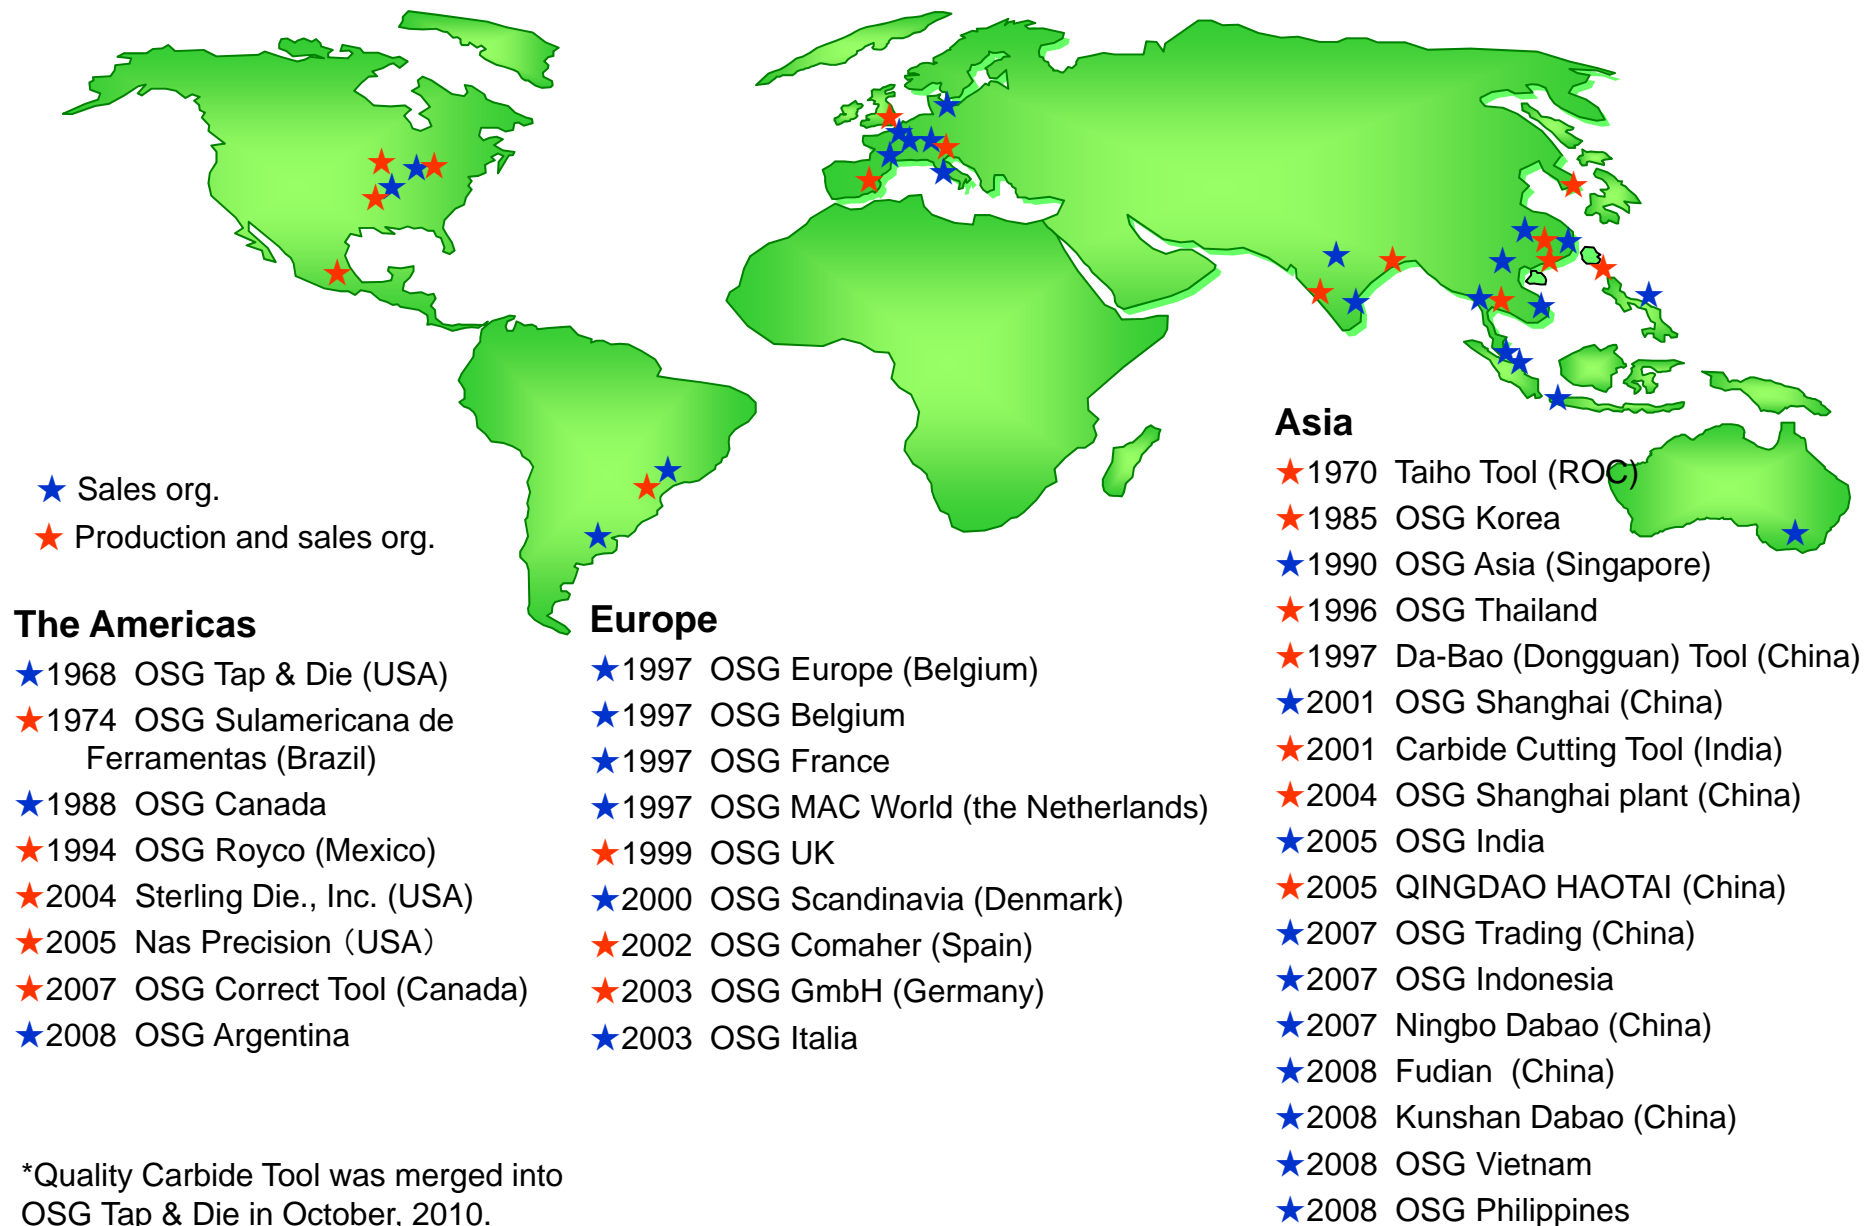 ★ Sales org.
★ Production and sales org.
The Americas
★1968 OSG Tap & Die (USA)
★1974 OSG Sulamericana de
Ferramentas (Brazil)
★1988 OSG Canada
★1994 OSG Royco (Mexico)
★2004 Sterling Die., Inc. (USA)
★2005 Nas Precision（USA）
★2007 OSG Correct Tool (Canada)
★2008 OSG Argentina
*Quality Carbide Tool was merged into
OSG Tap & Die in October, 2010.
Europe
★1997 OSG Europe (Belgium)
★1997 OSG Belgium
★1997 OSG France
★1997 OSG MAC World (the Netherlands)
★1999 OSG UK
★2000 OSG Scandinavia (Denmark)
★2002 OSG Comaher (Spain)
★2003 OSG GmbH (Germany)
★2003 OSG Italia
Asia
★1970 Taiho Tool (ROC)
★1985 OSG Korea
★1990 OSG Asia (Singapore)
★1996 OSG Thailand
★1997 Da-Bao (Dongguan) Tool (China)
★2001 OSG Shanghai (China)
★2001 Carbide Cutting Tool (India)
★2004 OSG Shanghai plant (China)
★2005 OSG India
★2005 QINGDAO HAOTAI (China)
★2007 OSG Trading (China)
★2007 OSG Indonesia
★2007 Ningbo Dabao (China)
★2008 Fudian (China)
★2008 Kunshan Dabao (China)
★2008 OSG Vietnam
★2008 OSG Philippines